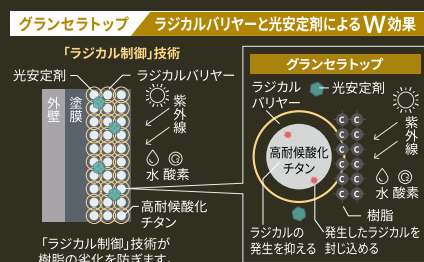 グランセラトップ
ラジカルバリヤーと光安定剤によるW効果
「ラジカル制御」技術
光安定剤
ラジカルバリヤー
外壁
塗膜
紫外線
水 酸素
高耐候酸化
チタン
「ラジカル制御」技術が
樹脂の劣化を防ぎます。
グランセラトップ
ラジカル
バリヤー
光安定剤
高耐候酸化
チタン
C C
C C
C C
C C
C C
C C
紫外線
水 酸素
樹脂
ラジカルの
発生を抑える
発生したラジカルを
封じ込める